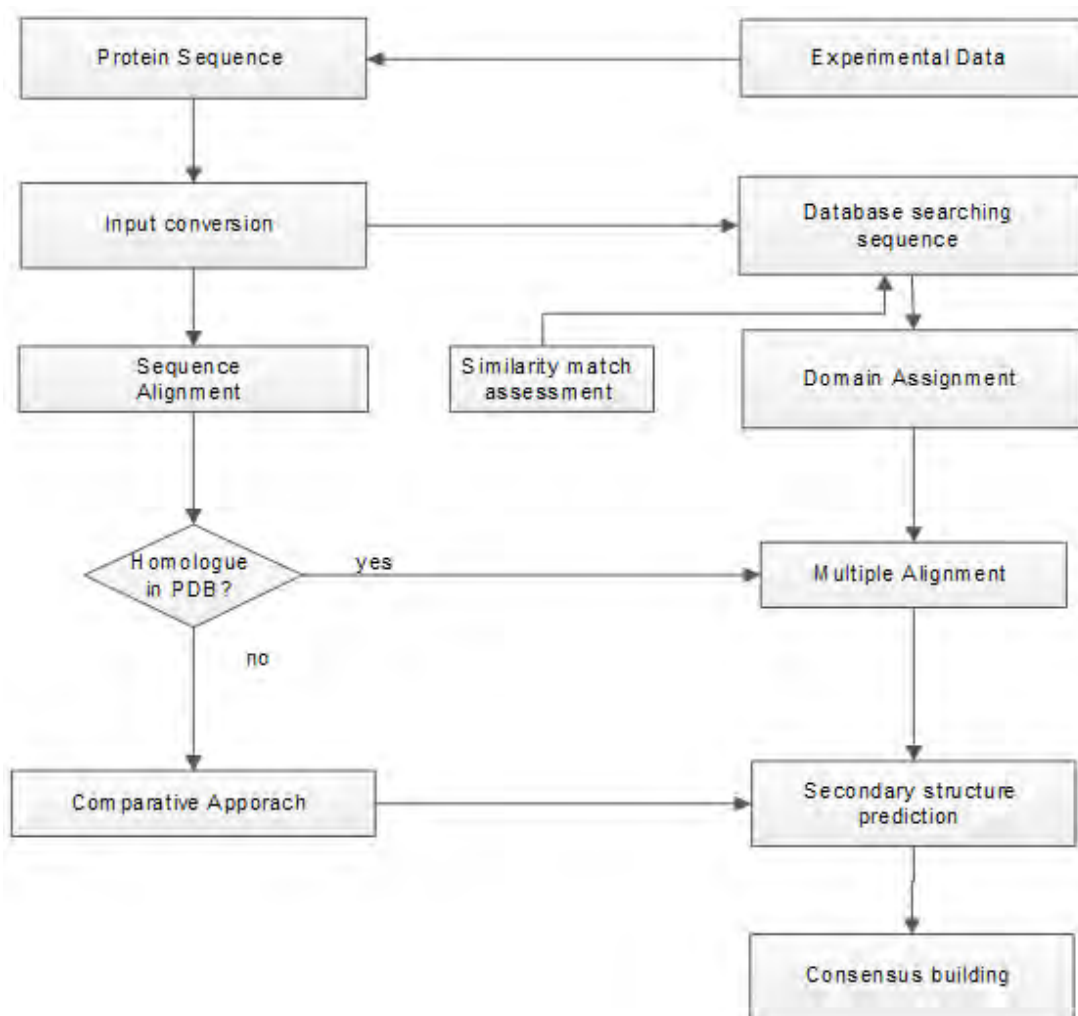 Protein Sequence
Experimental Data
Input conversion
Database searching
sequence
Sequence
Alignment
Similarity match
assessment
Domain Assignment
Homologue
in PDB?
yes
Multiple Alignment
no
Comparative Apporach
Secondary structure
prediction
Consensus building